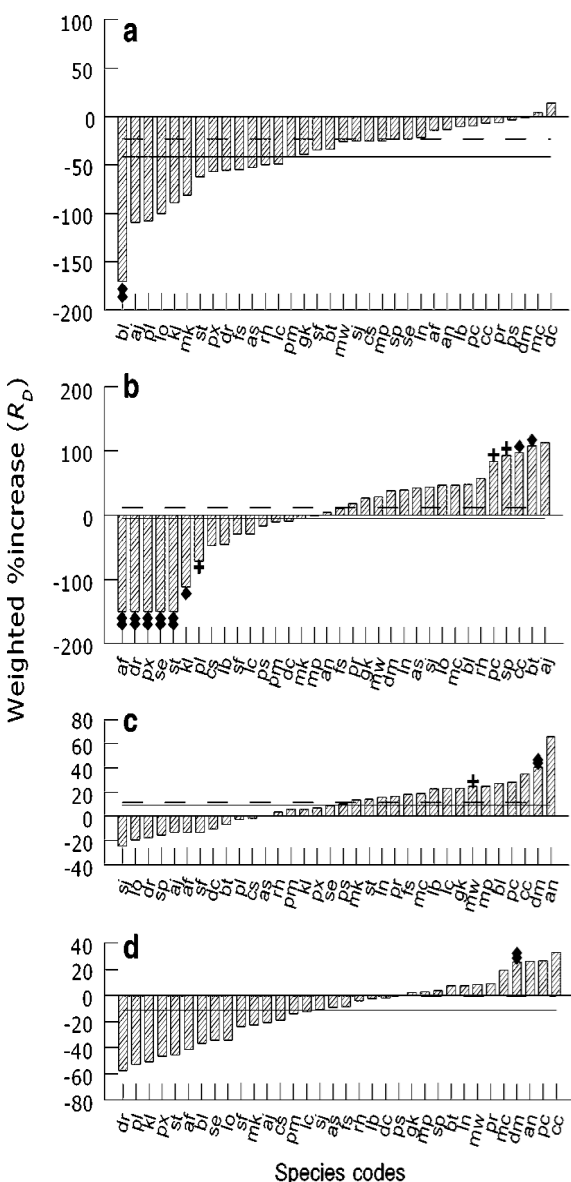 a
100
50
0
-50
-100
-150
-200
bl aj pl lo kl mk st px dr fs as rh lc pm gk sf bt mw sj cs mp sp se ln af an lb pc cc pr ps dm mc dc
Weighted % increase (R_D)
b
200
100
0
-100
-200
af dr px se st kl pl cs lb sf lc ps pm dc mk mp an fs pr gk mw dm ln as sj lo mc bl rh pc sp cc bt aj
c
80
60
40
20
0
-20
-40
sj lo dr sp aj af sf dc bt pl cs as rh pm kl px se ps mk st ln pr fs mc lb lc gk mw mp bl pc cc dm an
d
40
20
0
-20
-40
-60
-80
dr pl kl px st af bl se lo sf mk aj cs pm lc sj as fs rh lb dc ps gk mp sp bt ln mw pr mc dm an pc cc
Species codes